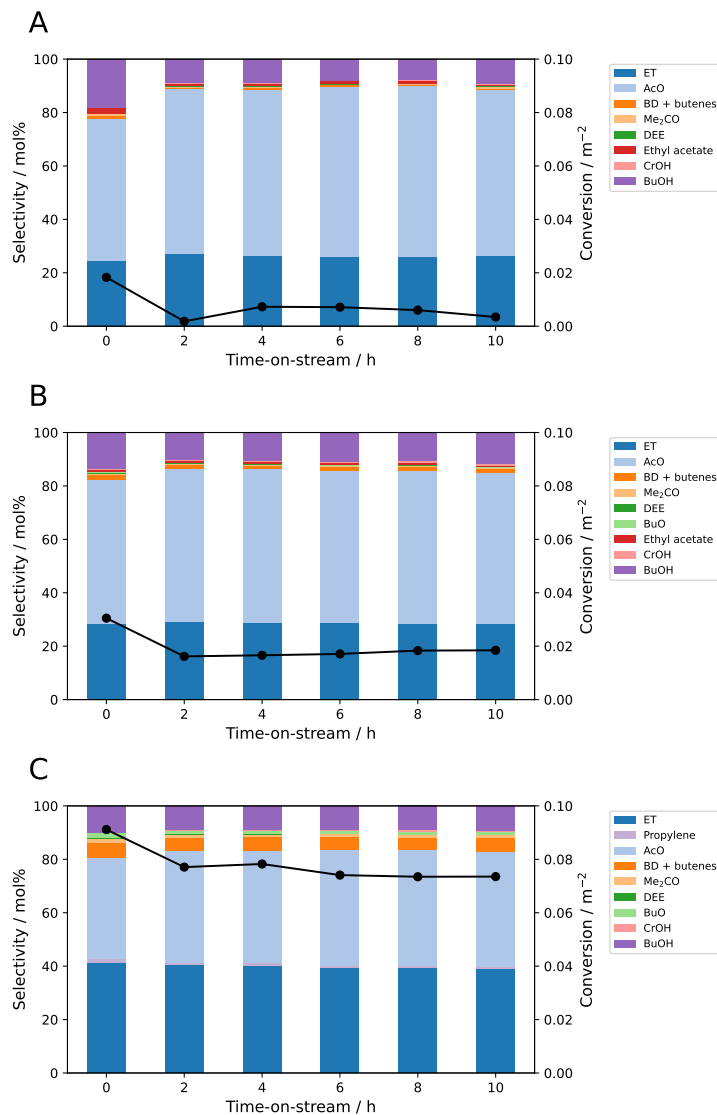 A
Selectivity / mol%
100
80
60
40
20
0
0.10
0.08
0.06
0.04
0.02
0.00
Conversion / m⁻²
0 2 4 6 8 10
Time-on-stream / h
ET
AcO
BD + butenes
Me₂CO
DEE
Ethyl acetate
CrOH
BuOH
B
Selectivity / mol%
100
80
60
40
20
0
0.10
0.08
0.06
0.04
0.02
0.00
Conversion / m⁻²
0 2 4 6 8 10
Time-on-stream / h
ET
AcO
BD + butenes
Me₂CO
DEE
BuO
Ethyl acetate
CrOH
BuOH
C
Selectivity / mol%
100
80
60
40
20
0
0.10
0.08
0.06
0.04
0.02
0.00
Conversion / m⁻²
0 2 4 6 8 10
Time-on-stream / h
ET
Propylene
AcO
BD + butenes
Me₂CO
DEE
BuO
CrOH
BuOH